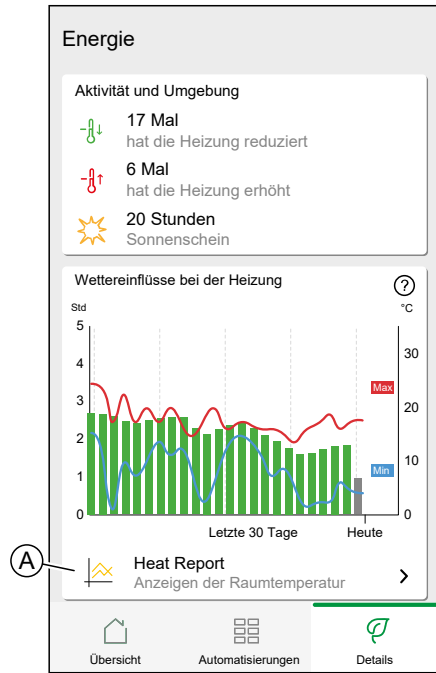 Energie
Aktivität und Umgebung
17 Mal
hat die Heizung reduziert
6 Mal
hat die Heizung erhöht
20 Stunden
Sonnenschein
Wettereinflüsse bei der Heizung
?
Std
°C
5
4
3
2
1
0
30
20
10
0
Max
Min
Letzte 30 Tage
Heute
A
Heat Report
Anzeigen der Raumtemperatur
Übersicht
Automatisierungen
Details